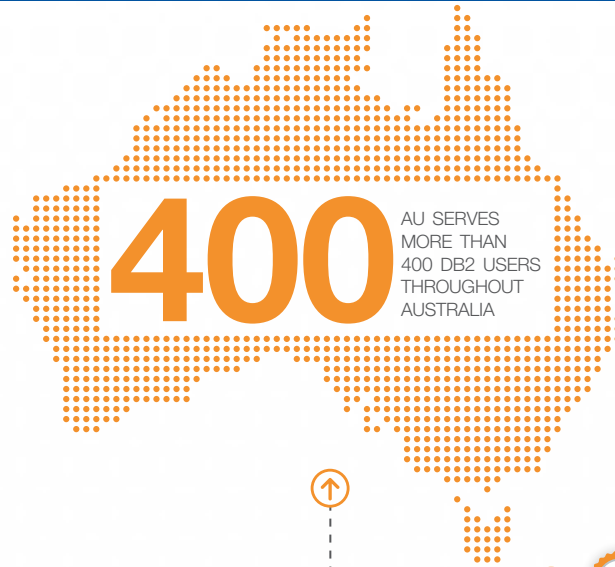 400
AU SERVES
MORE THAN
400 DB2 USERS
THROUGHOUT
AUSTRALIA